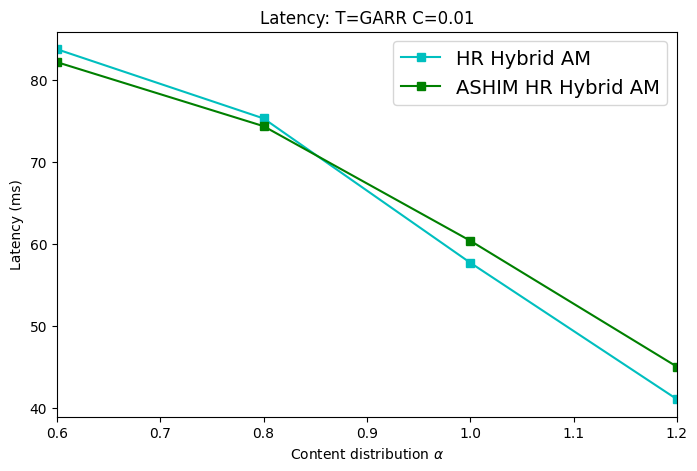 Latency: T=GARR C=0.01
HR Hybrid AM
ASHIM HR Hybrid AM
Latency (ms)
80
70
60
50
40
0.6 0.7 0.8 0.9 1.0 1.1 1.2
Content distribution α